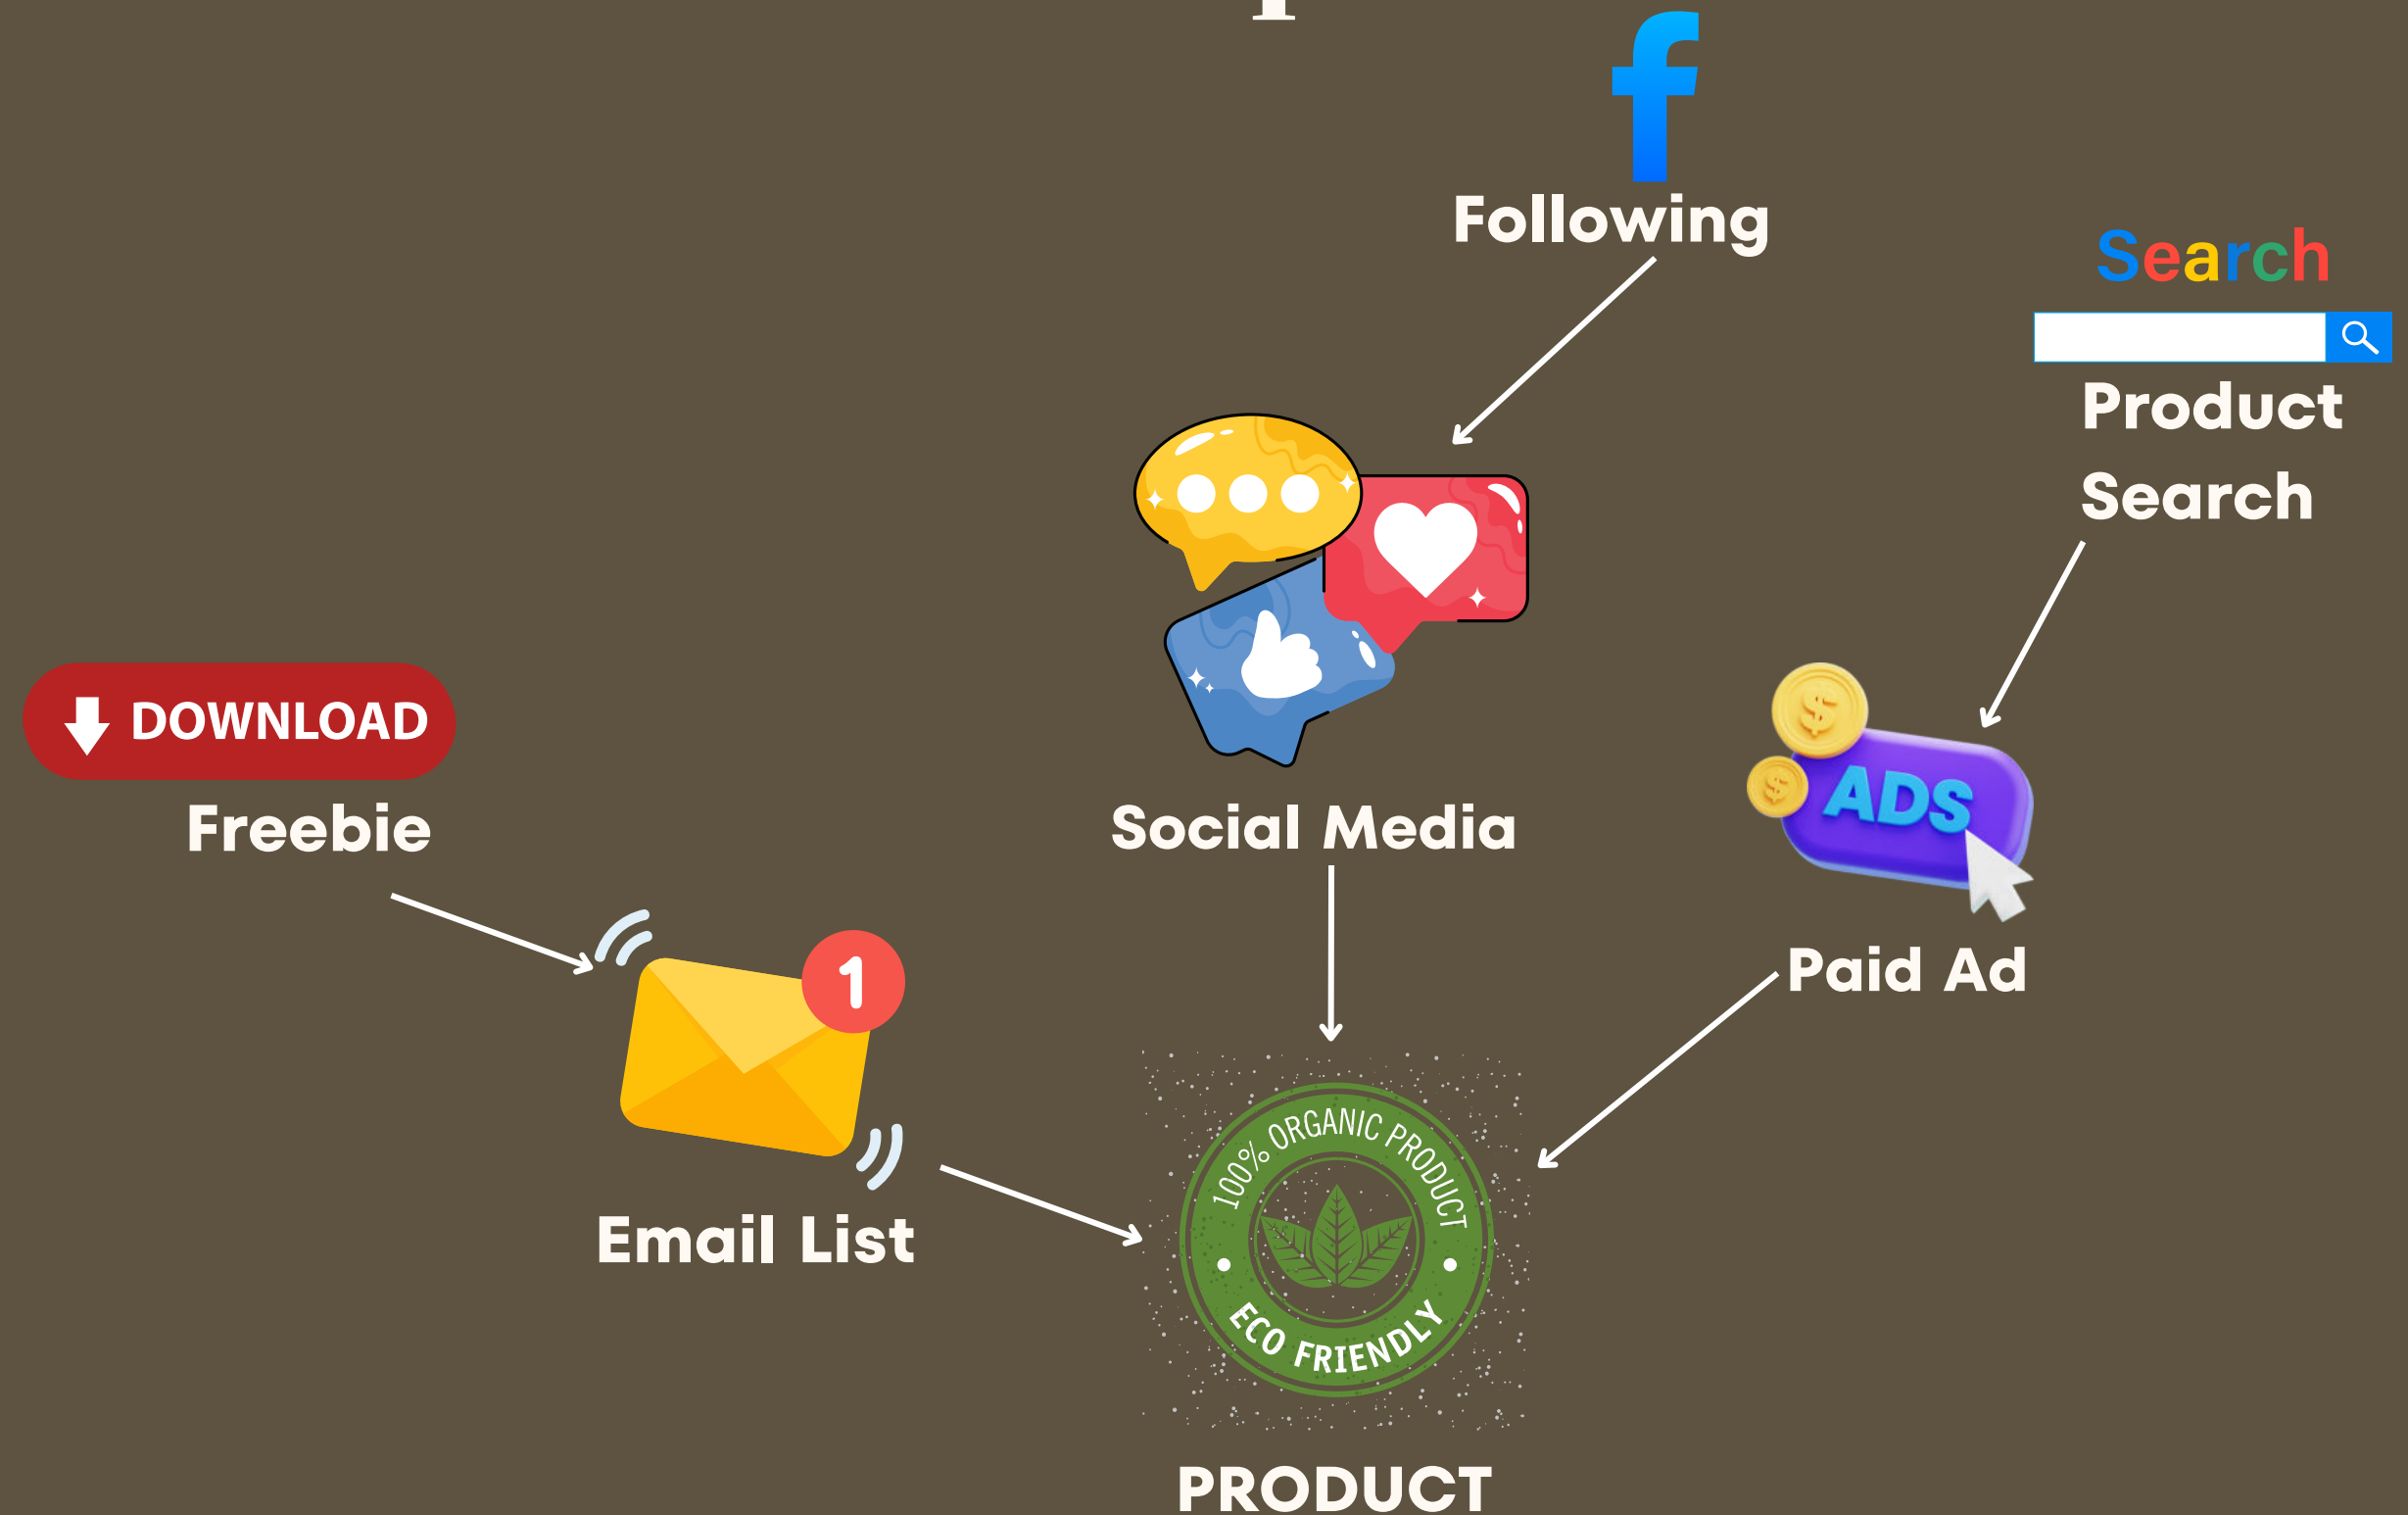 Following
Search
Product
Search
DOWNLOAD
Freebie
Social Media
ADS
Paid Ad
1
Email List
100% ORGANIC PRODUCT
ECO FRIENDLY
PRODUCT